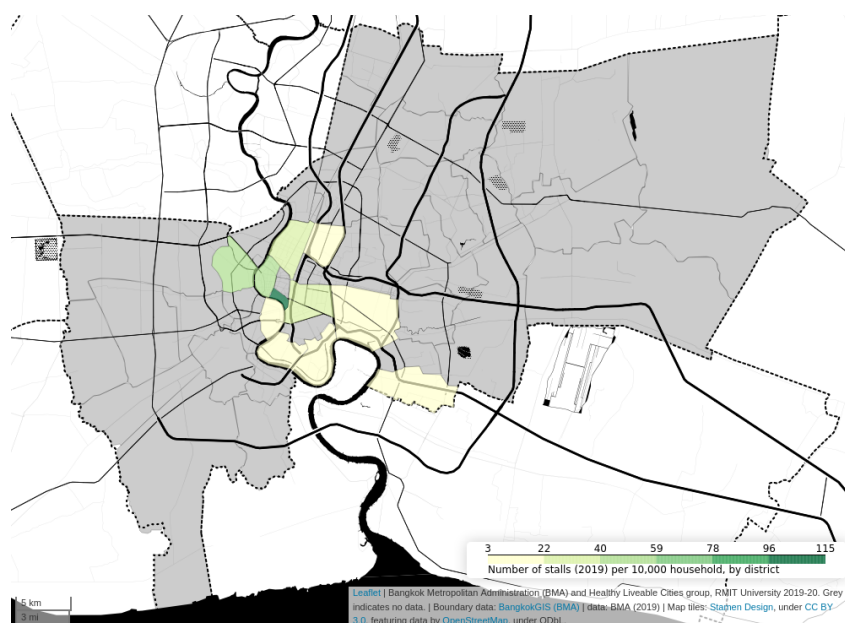 3 22 40 59 78 96 115
Number of stalls (2019) per 10,000 household, by district
5 km
3 mi
Leaflet | Bangkok Metropolitan Administration (BMA) and Healthy Liveable Cities group, RMIT University 2019-20. Grey
indicates no data. | Boundary data: BangkokGIS (BMA) | data: BMA (2019) | Map tiles: Stamen Design, under CC BY
3.0, featuring data by OpenStreetMap, under ODbL